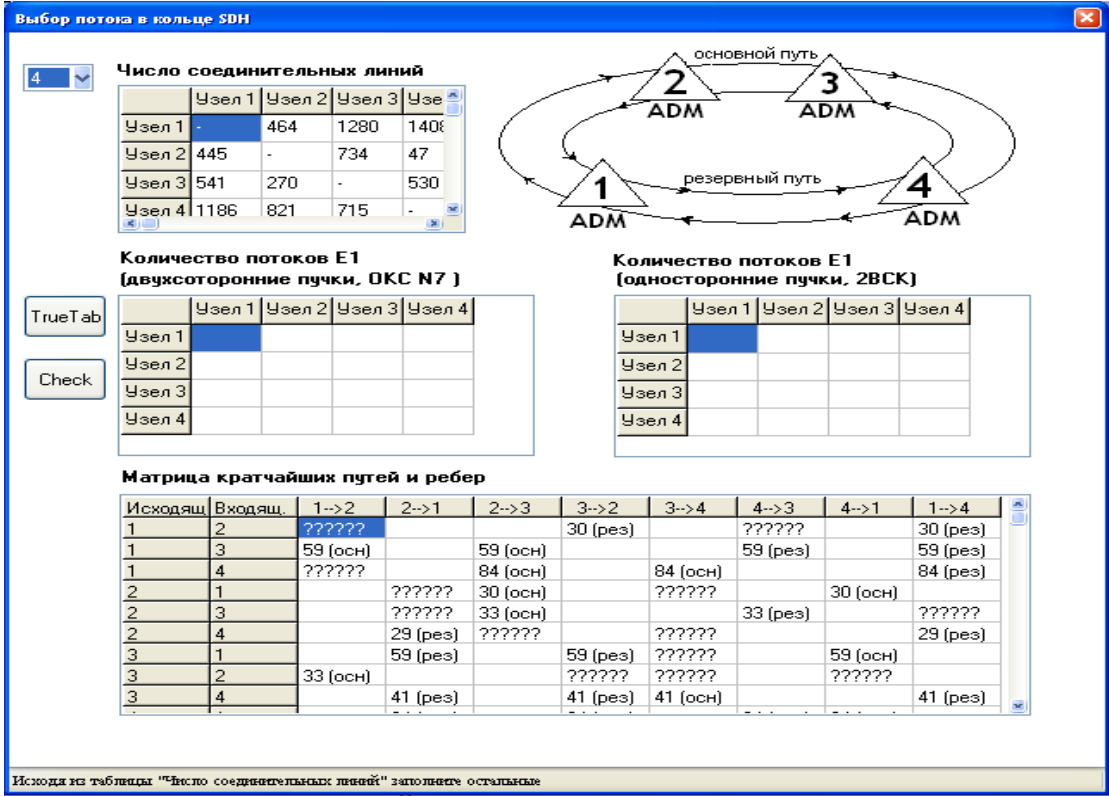 Выбор потока в кольце SDH
4
Число соединительных линий
Узел 1 Узел 2 Узел 3 Узе
Узел 1 - 464 1280 1408
Узел 2 445 - 734 47
Узел 3 541 270 - 530
Узел 4 1186 821 715 -
основной путь
2 3
ADM ADM
резервный путь
1 4
ADM ADM
Количество потоков E1
(двухсоторонние пучки, ОКС N7 )
Узел 1 Узел 2 Узел 3 Узел 4
Узел 1
Узел 2
Узел 3
Узел 4
TrueTab
Check
Количество потоков E1
(односторонние пучки, 2ВСК)
Узел 1 Узел 2 Узел 3 Узел 4
Узел 1
Узел 2
Узел 3
Узел 4
Матрица кратчайших путей и ребер
Исходящ Входящ. 1-->2 2-->1 2-->3 3-->2 3-->4 4-->3 4-->1 1-->4
1 2 ?????? 30 (рез) ?????? 30 (рез)
1 3 59 (осн) 59 (осн) 59 (рез) 59 (рез)
1 4 ?????? 84 (осн) 84 (осн) 84 (рез)
2 1 ?????? 30 (осн) ?????? 30 (осн)
2 3 ?????? 33 (осн) 33 (рез) ??????
2 4 29 (рез) ?????? ?????? 29 (рез)
3 1 59 (рез) 59 (рез) ?????? 59 (осн)
3 2 33 (осн) ?????? ?????? ??????
3 4 41 (рез) 41 (рез) 41 (осн) 41 (рез)
Исходя из таблицы "Число соединительных линий" заполните остальные